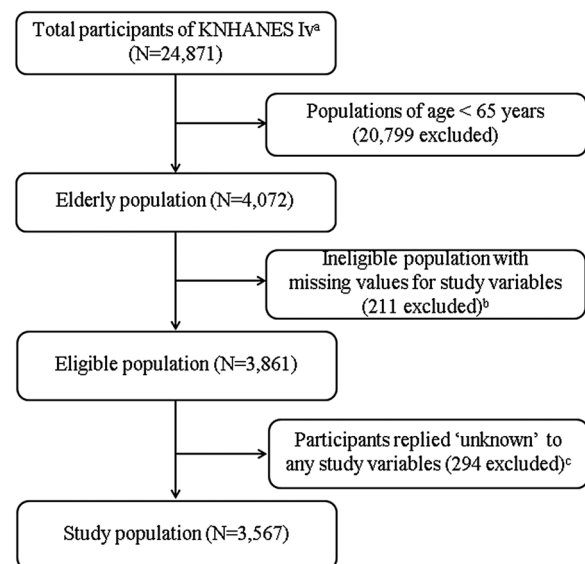 Total participants of KNHANES Ivᵃ
(N=24,871)
Populations of age < 65 years
(20,799 excluded)
Elderly population (N=4,072)
Ineligible population with
missing values for study variables
(211 excluded)ᵇ
Eligible population (N=3,861)
Participants replied ‘unknown’ to
any study variables (294 excluded)ᶜ
Study population (N=3,567)